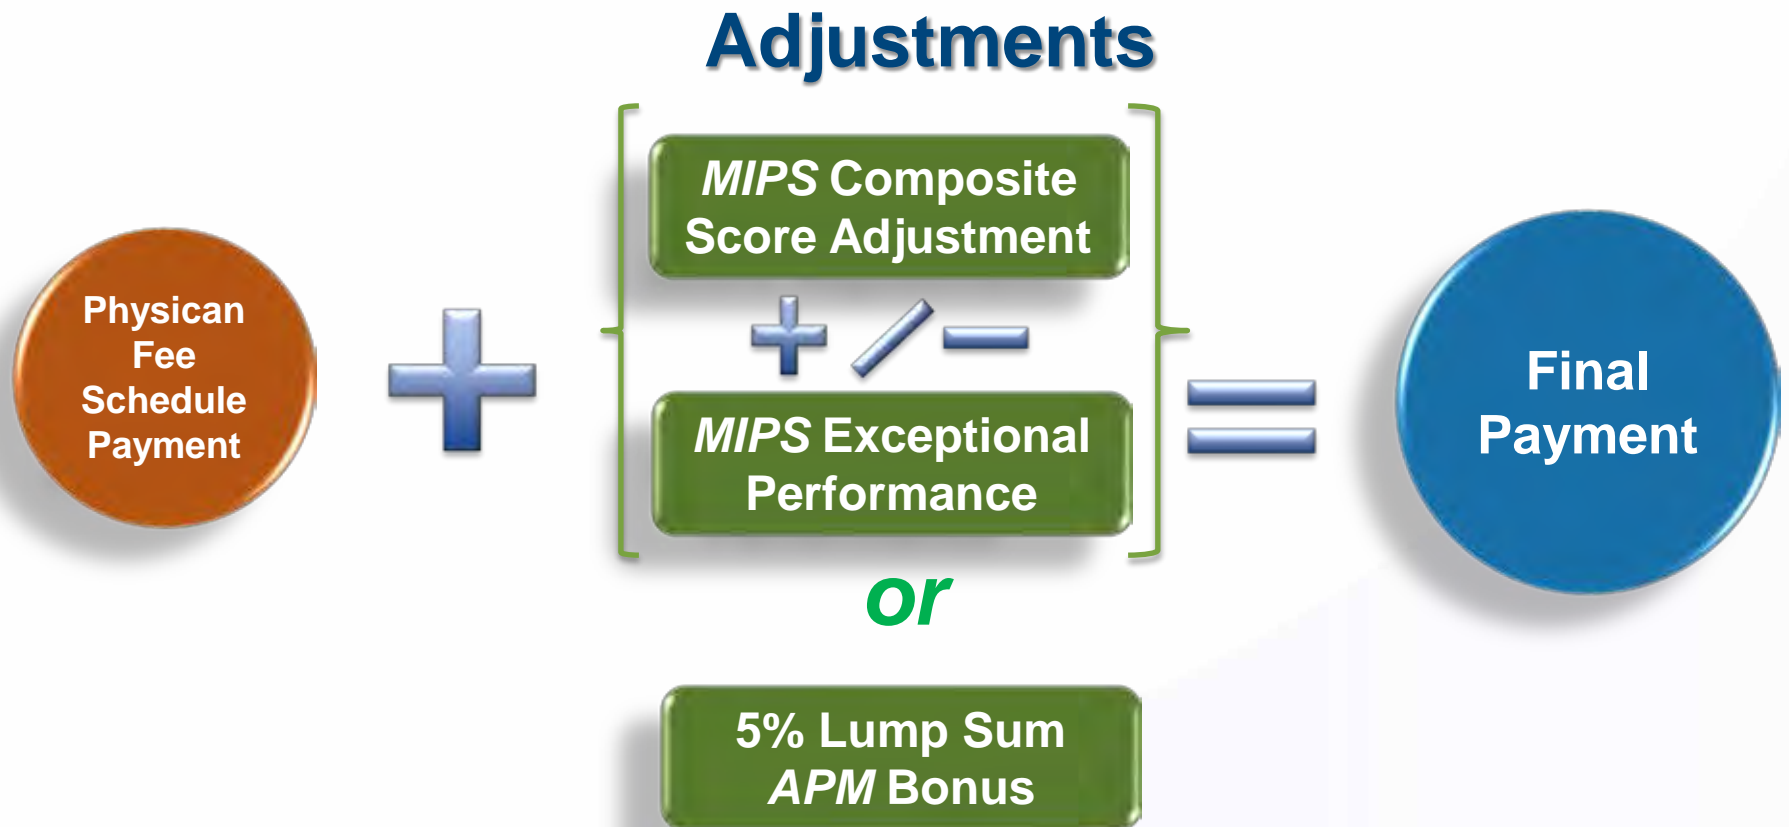 Adjustments
Physican
Fee
Schedule
Payment
MIPS Composite
Score Adjustment
MIPS Exceptional
Performance
or
5% Lump Sum
APM Bonus
Final
Payment